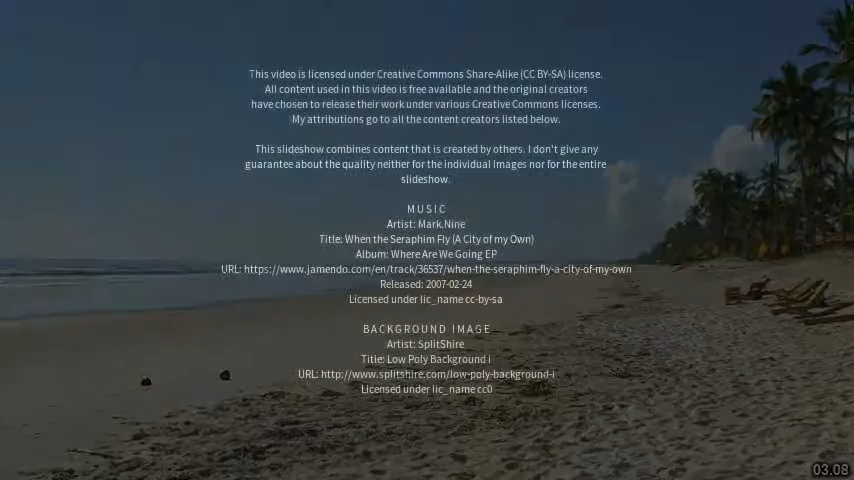 This video is licensed under Creative Commons Share-Alike (CC BY-SA) license.
All content used in this video is free available and the original creators
have chosen to release their work under various Creative Commons licenses.
My attributions go to all the content creators listed below.
This slideshow combines content that is created by others. I don't give any
guarantee about the quality neither for the individual Images nor for the entire
slideshow.
MUSIC
Artist: Mark.Nine
Title: When the Seraphim Fly (A City of my Own)
Album: Where Are We Going EP
URL: https://www.jamendo.com/en/track/36537/when-the-seraphim-fly-a-city-of-my-own
Released: 2007-02-24
Licensed under lic_name cc-by-sa
BACKGROUND IMAGE
Artist: SplitShire
Title: Low Poly Background i
URL: http://www.splitshire.com/low-poly-background-i
Licensed under lic_name cc0
03.08